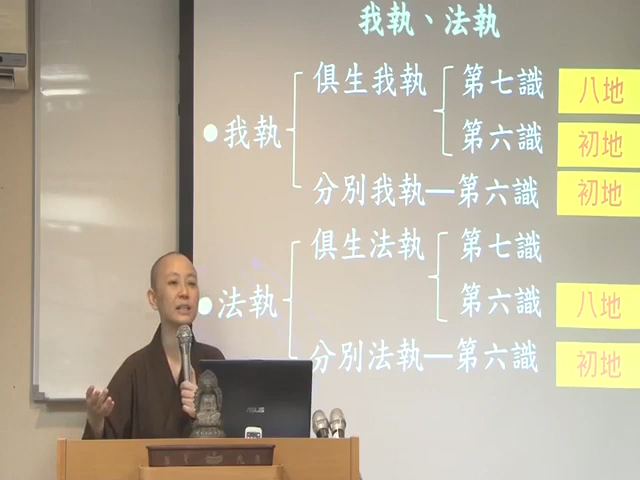 我執、法執
俱生我執 第七識 八地
●我執 第六識 初地
分別我執—第六識 初地
俱生法執 第七識
●法執 第六識 八地
分別法執—第六識 初地
ASUS